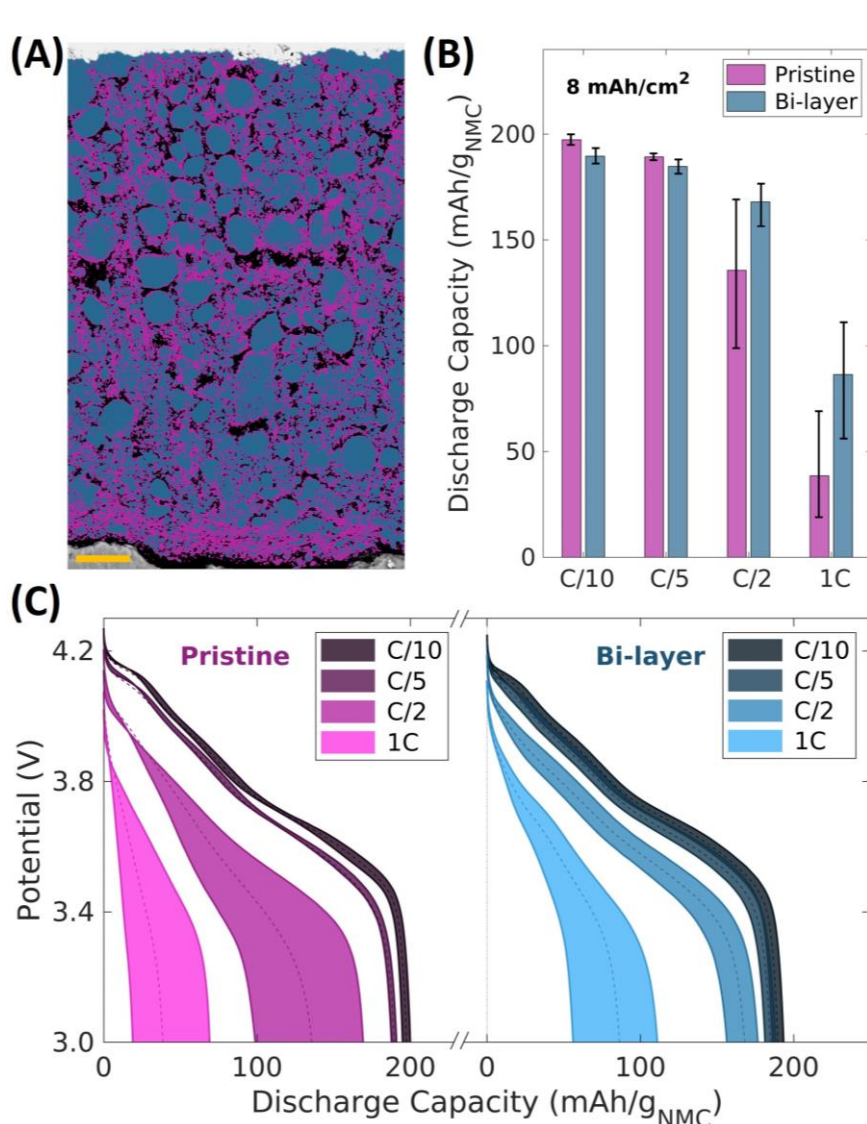 (A)
(B)
8 mAh/cm²
Pristine
Bi-layer
Discharge Capacity (mAh/g_NMC)
200
150
100
50
0
C/10
C/5
C/2
1C
(C)
Pristine
C/10
C/5
C/2
1C
Bi-layer
C/10
C/5
C/2
1C
Potential (V)
4.2
3.8
3.4
3.0
0
100
200
0
100
200
Discharge Capacity (mAh/g_NMC)